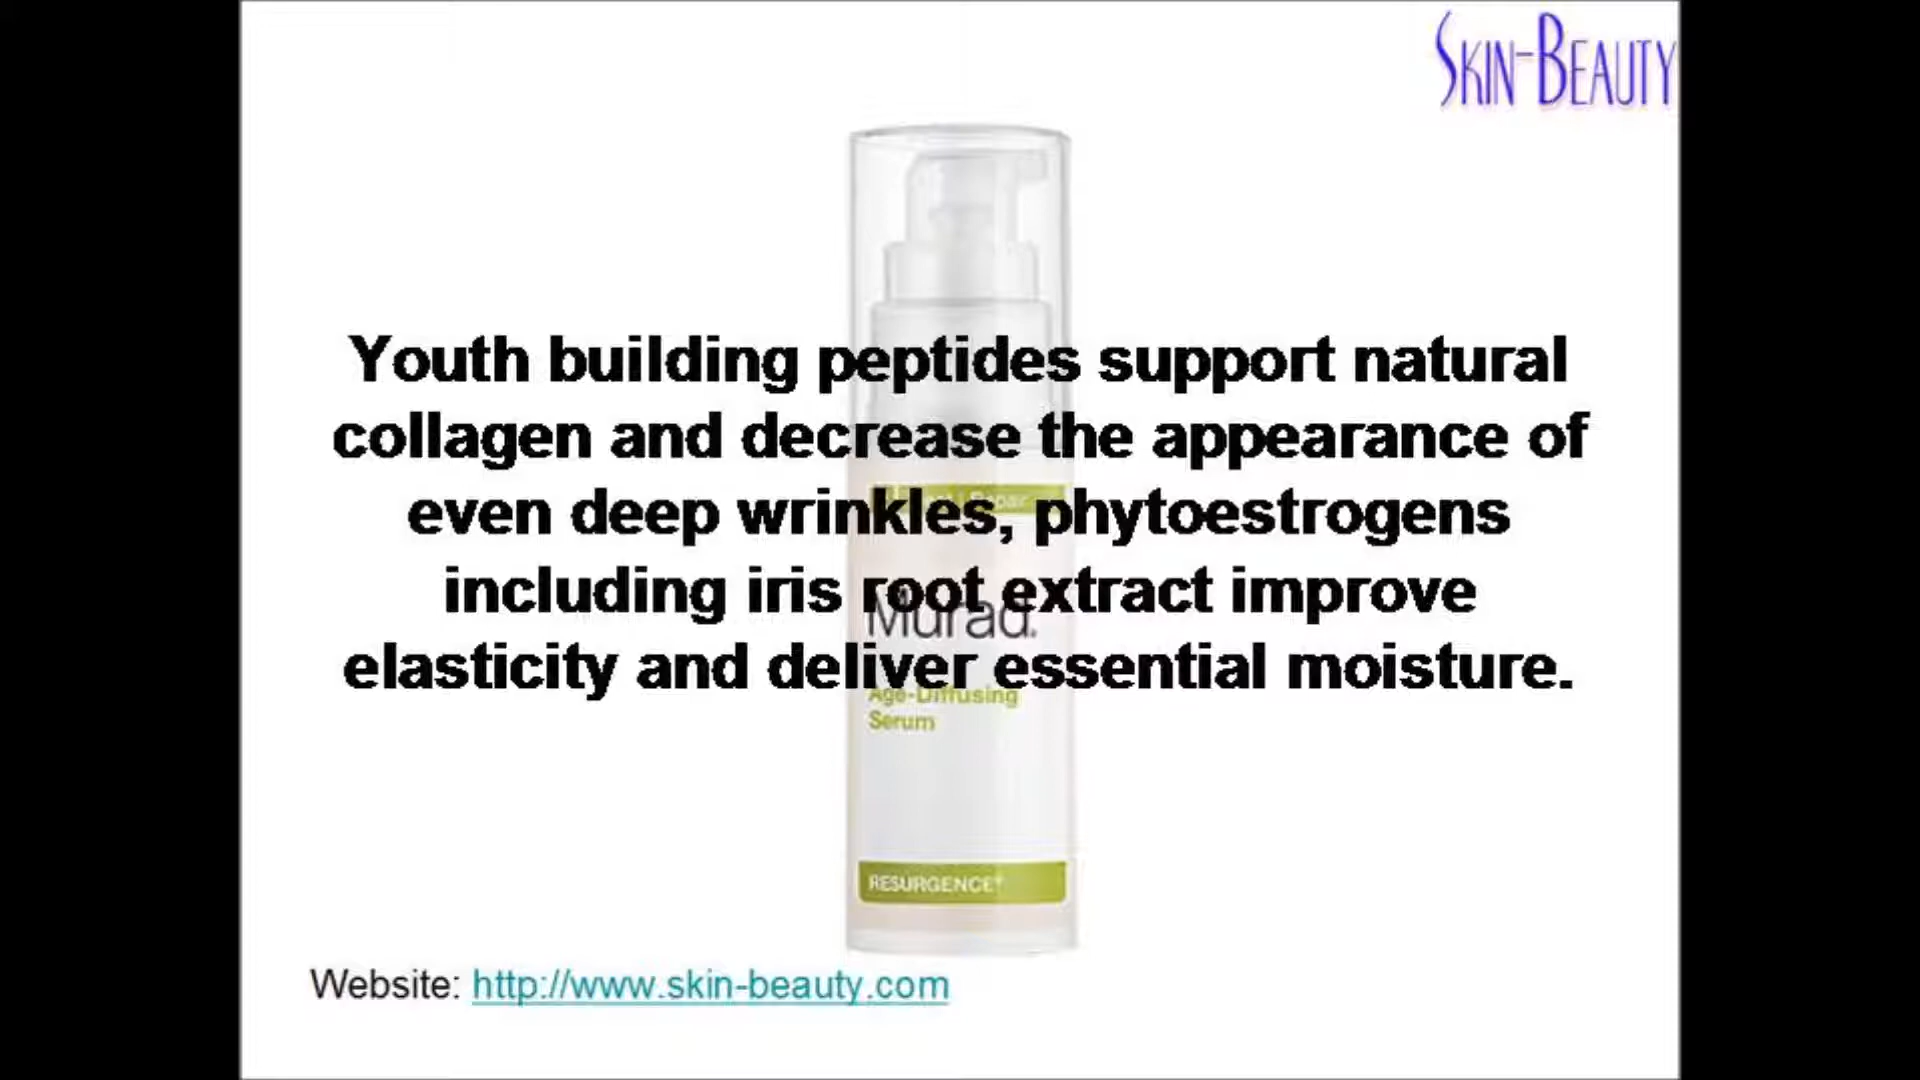 SKIN-BEAUTY
Youth building peptides support natural
collagen and decrease the appearance of
even deep wrinkles, phytoestrogens
including iris root extract improve
elasticity and deliver essential moisture.
Repair
Murad.
Age-Diffusing
Serum
RESURGENCE®
Website: http://www.skin-beauty.com